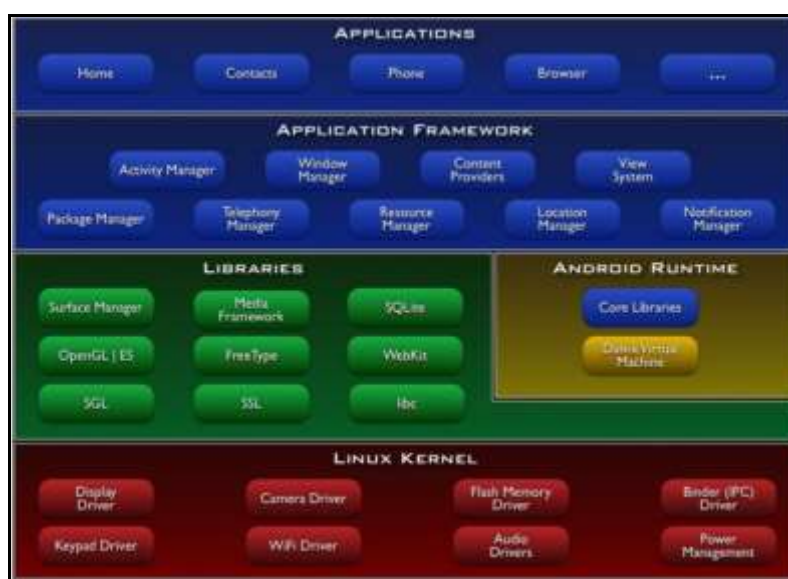 APPLICATIONS
Home
Contacts
Phone
Browser
...
APPLICATION FRAMEWORK
Activity Manager
Window
Manager
Content
Providers
View
System
Package Manager
Telephony
Manager
Resource
Manager
Location
Manager
Notification
Manager
LIBRARIES
Surface Manager
Media
Framework
SQLite
OpenGL | ES
FreeType
WebKit
SGL
SSL
libc
ANDROID RUNTIME
Core Libraries
Dalvik Virtual
Machine
LINUX KERNEL
Display
Driver
Camera Driver
Flash Memory
Driver
Binder (IPC)
Driver
Keypad Driver
WiFi Driver
Audio
Drivers
Power
Management